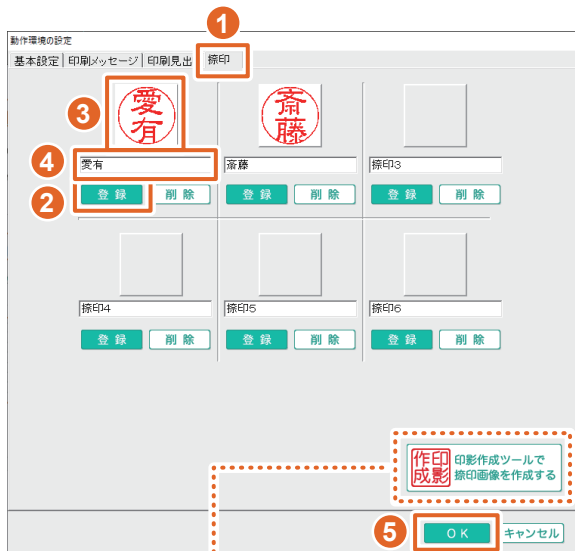 1
動作環境の設定
基本設定 印刷メッセージ 印刷見出 捺印
3
愛有
斎藤
4
愛有 斎藤 捺印3
2
登 録 削 除 登 録 削 除 登 録 削 除
捺印4 捺印5 捺印6
登 録 削 除 登 録 削 除 登 録 削 除
作成 印影
印影作成ツールで
捺印画像を作成する
5
OK キャンセル